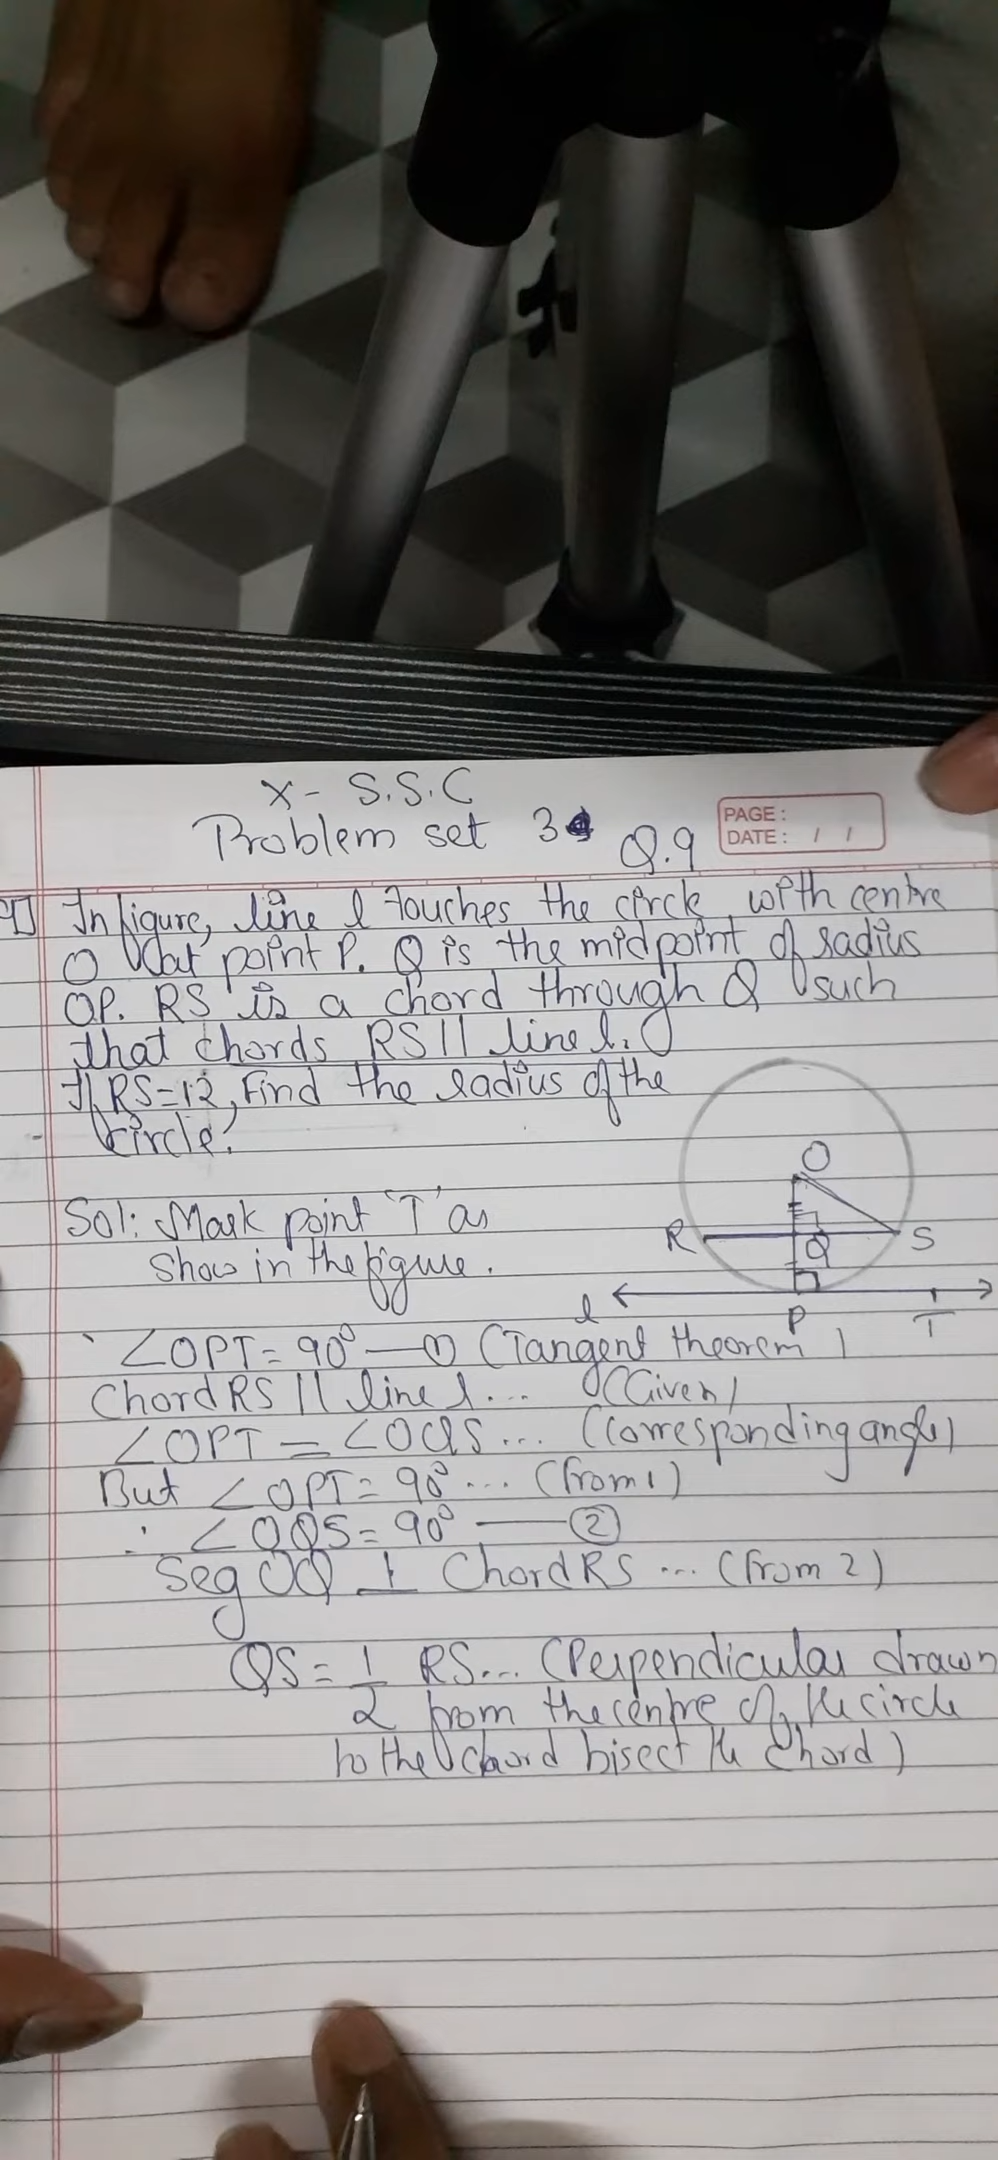 X- S.S.C
Problem set 3 Q.9
PAGE :
DATE : / /
9] In figure, line l touches the circle with centre
O at point P. Q is the midpoint of radius
OP. RS is a chord through Q such
that chords RS || line l.
If RS=12, Find the radius of the
circle.
O
R Q S
l P T
Sol: Mark point 'T' as
show in the figure.
∠OPT = 90° — ① (Tangent theorem)
Chord RS || line l ... (Given)
∠OPT = ∠OQS ... (Corresponding angle)
But ∠OPT = 90° ... (from 1)
∴ ∠OQS = 90° — ②
Seg OQ ⊥ Chord RS ... (From 2)
QS = 1/2 RS... (Perpendicular drawn
from the centre of the circle
to the chord bisect the chord)